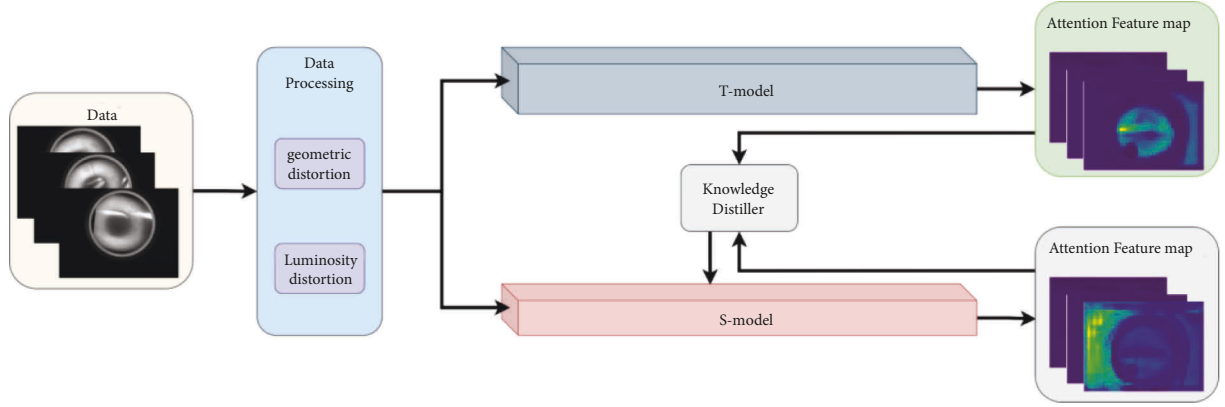 Data
Data
Processing
geometric
distortion
Luminosity
distortion
T-model
Attention Feature map
Knowledge
Distiller
S-model
Attention Feature map